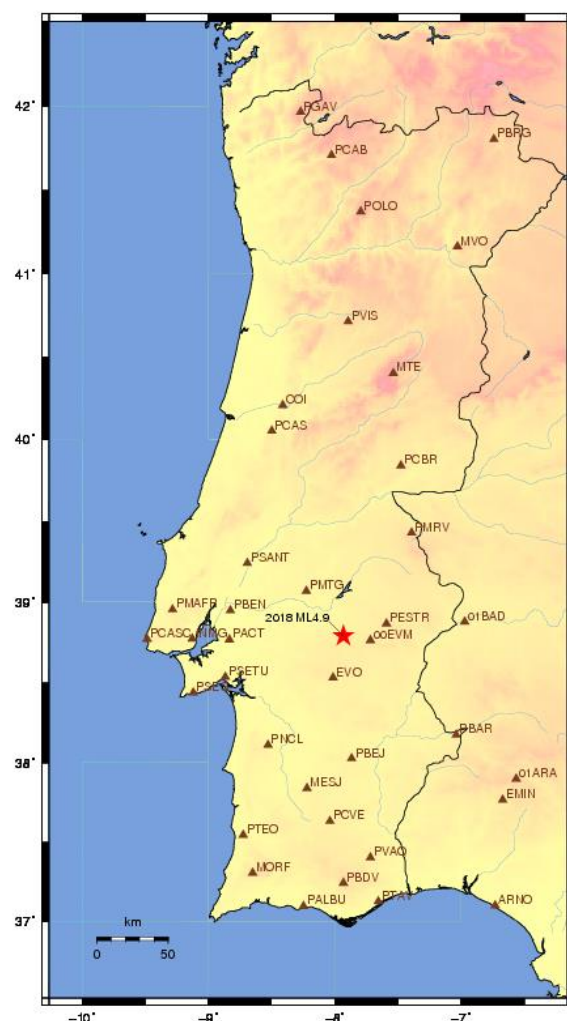 42°
PGAV
PBRG
PCAB
POLO
MVO
41°
PVIS
MTE
COI
PCAS
40°
PCBR
PMRV
PSANT
PMTG
39°
PMAFR
PBEN
2018 ML4.9
PESTR
01BAD
PCASC
PACT
00EVM
PSETU
EVO
PBAR
38°
PNCL
PBEJ
01ARA
MESJ
EMIN
PCVE
PTEO
PVAQ
MORF
PBDV
37°
PALBU
PTAV
ARNO
km
0 50
-10° -9° -8° -7°